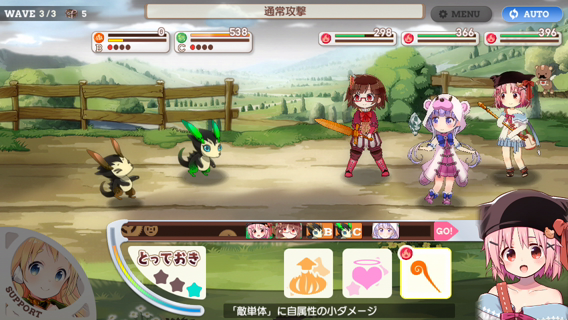 WAVE 3/3 5
通常攻撃
MENU
AUTO
B 0
C 538
298
366
396
B C GO!
とっておき
SUPPORT
「敵単体」に自属性の小ダメージ